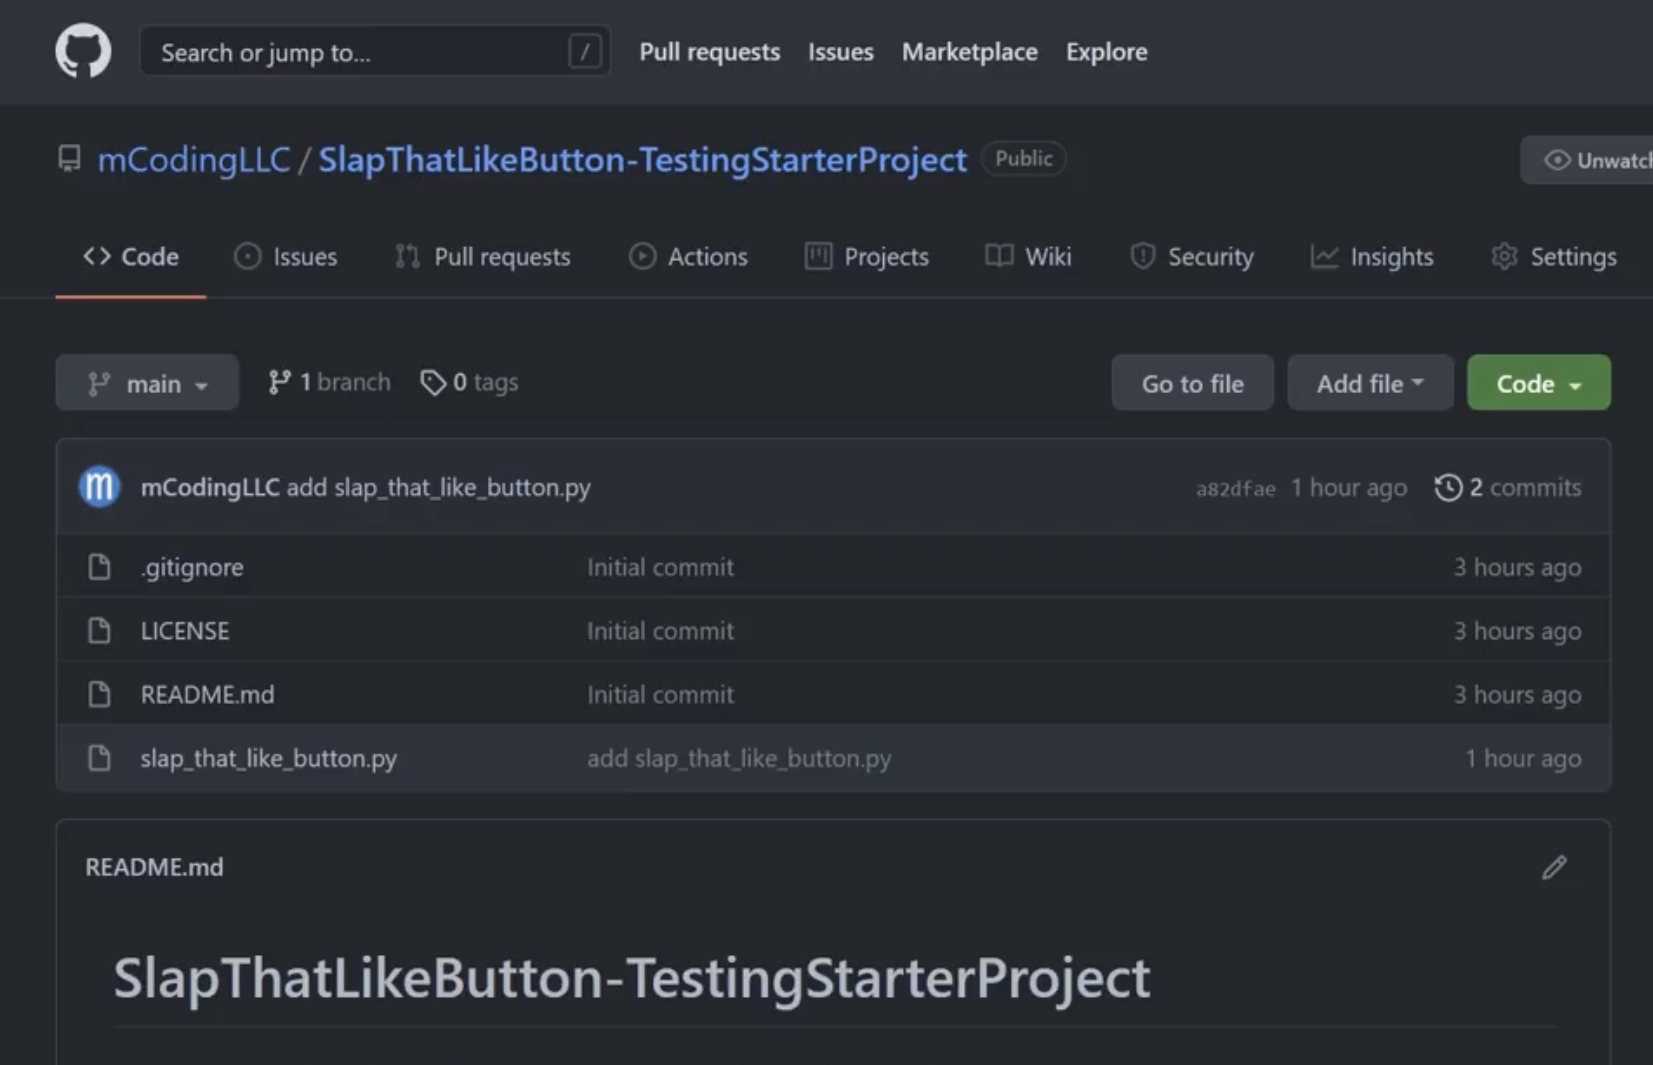 Search or jump to... / Pull requests Issues Marketplace Explore
mCodingLLC / SlapThatLikeButton-TestingStarterProject Public Unwatch
<> Code Issues Pull requests Actions Projects Wiki Security Insights Settings
main 1 branch 0 tags Go to file Add file Code
m mCodingLLC add slap_that_like_button.py a82dfae 1 hour ago 2 commits
.gitignore Initial commit 3 hours ago
LICENSE Initial commit 3 hours ago
README.md Initial commit 3 hours ago
slap_that_like_button.py add slap_that_like_button.py 1 hour ago
README.md
SlapThatLikeButton-TestingStarterProject